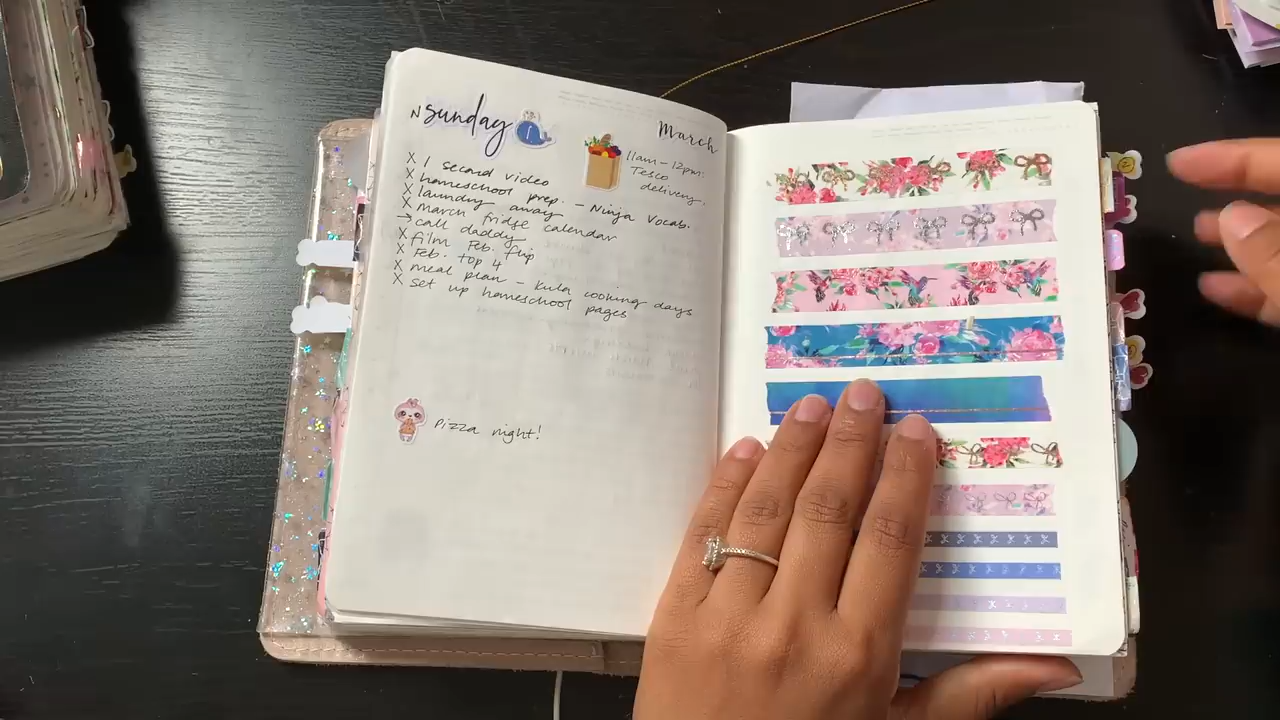 N sunday 1
March
11am-12pm:
Tesco
delivery.
X 1 second video
X homeschool prep. - Ninja Vocab.
X laundry away
X march fridge calendar
→ call daddy
X film Feb. flip
X Feb. top 4
X meal plan - Kula cooking days
X set up homeschool pages
Pizza night!